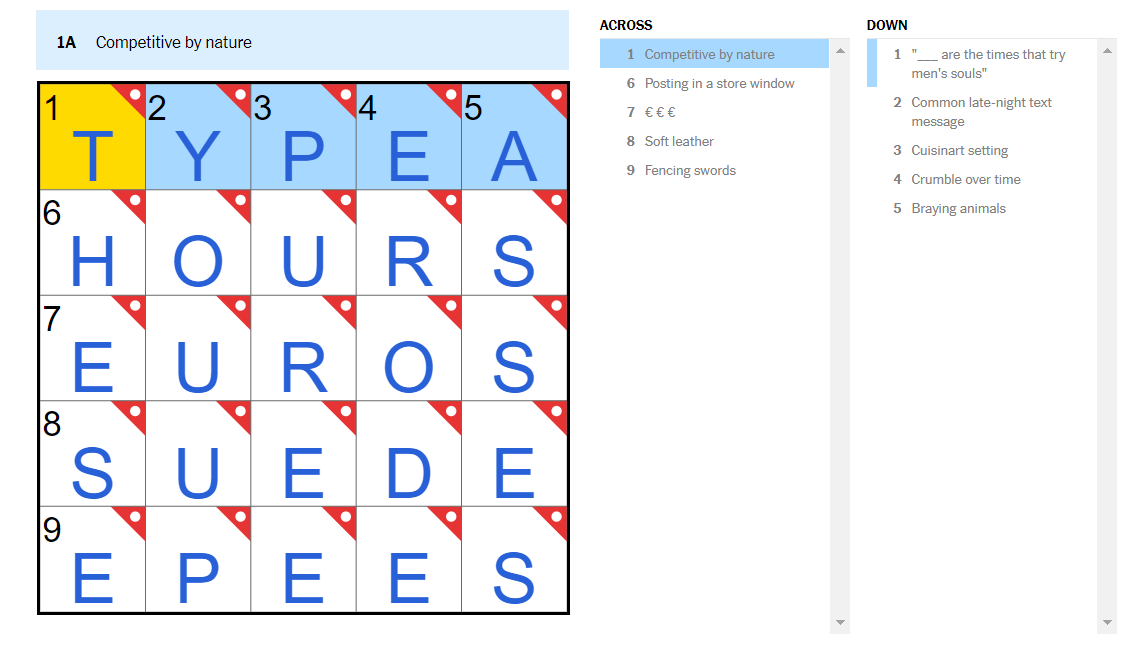 1A Competitive by nature
1 2 3 4 5
T Y P E A
6
H O U R S
7
E U R O S
8
S U E D E
9
E P E E S
ACROSS
1 Competitive by nature
6 Posting in a store window
7 € € €
8 Soft leather
9 Fencing swords
DOWN
1 "___ are the times that try
men's souls"
2 Common late-night text
message
3 Cuisinart setting
4 Crumble over time
5 Braying animals